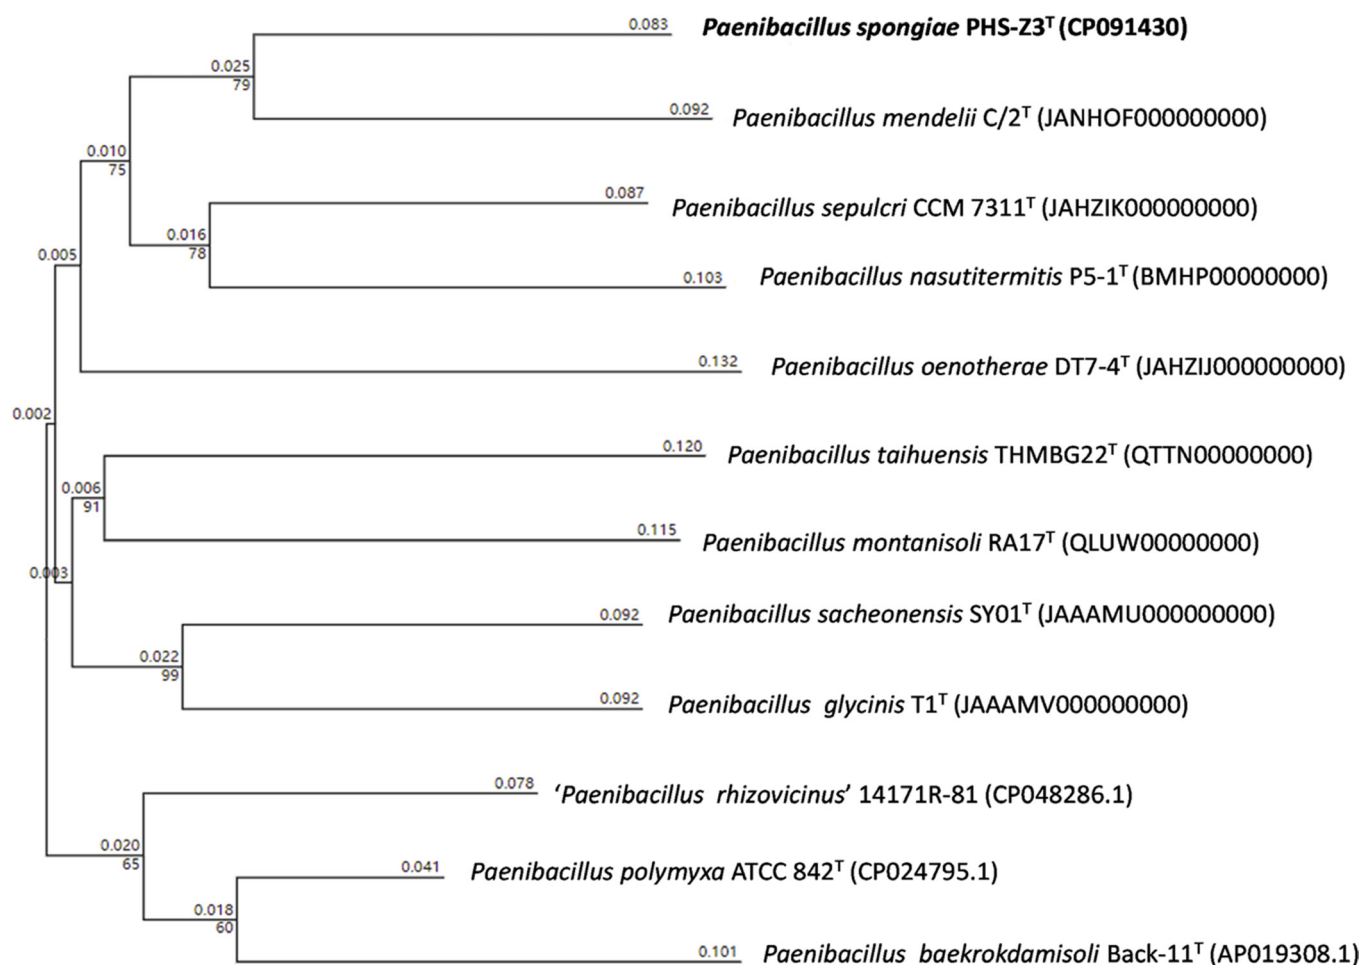 0.083 Paenibacillus spongiae PHS-Z3ᵀ (CP091430)
0.025
79
0.092 Paenibacillus mendelii C/2ᵀ (JANHOF000000000)
0.010
75
0.087 Paenibacillus sepulcri CCM 7311ᵀ (JAHZIK000000000)
0.016
78
0.005
0.103 Paenibacillus nasutitermitis P5-1ᵀ (BMHP00000000)
0.132 Paenibacillus oenotherae DT7-4ᵀ (JAHZIJ000000000)
0.002
0.120 Paenibacillus taihuensis THMBG22ᵀ (QTTN00000000)
0.006
91
0.115 Paenibacillus montanisoli RA17ᵀ (QLUW00000000)
0.003
0.092 Paenibacillus sacheonensis SY01ᵀ (JAAAMU000000000)
0.022
99
0.092 Paenibacillus glycinis T1ᵀ (JAAAMV000000000)
0.078 ‘Paenibacillus rhizovicinus’ 14171R-81 (CP048286.1)
0.020
65
0.041 Paenibacillus polymyxa ATCC 842ᵀ (CP024795.1)
0.018
60
0.101 Paenibacillus baekrokdamisoli Back-11ᵀ (AP019308.1)